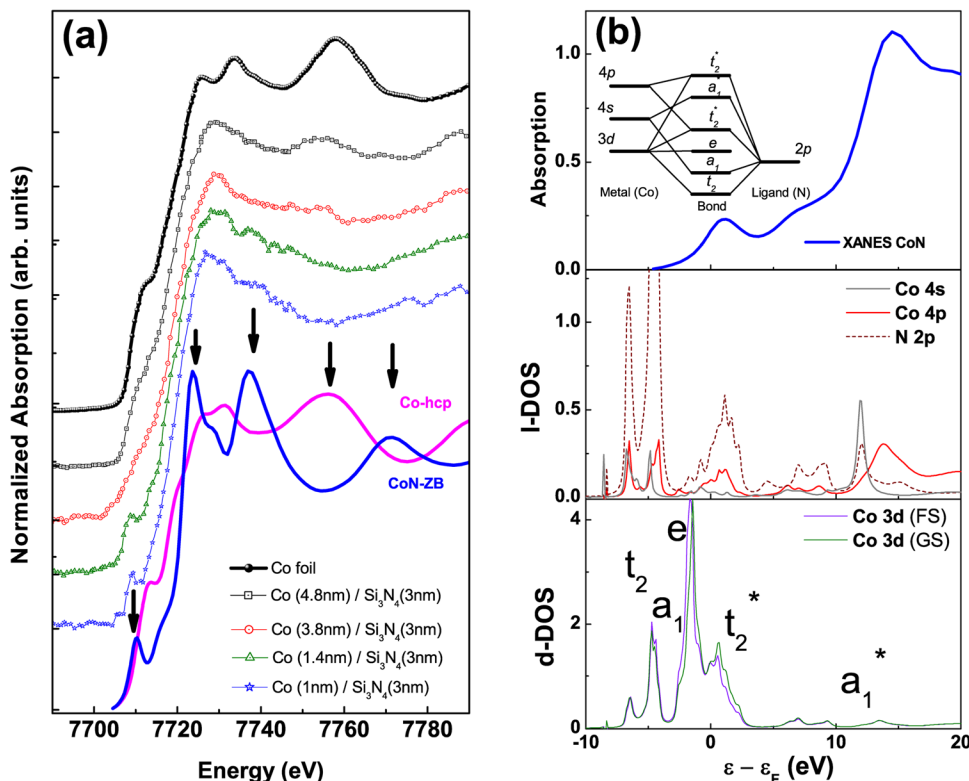 (a)
Normalized Absorption (arb. units)
Co-hcp
CoN-ZB
Co foil
Co (4.8nm) / Si₃N₄(3nm)
Co (3.8nm) / Si₃N₄(3nm)
Co (1.4nm) / Si₃N₄(3nm)
Co (1nm) / Si₃N₄(3nm)
7700 7720 7740 7760 7780
Energy (eV)
(b)
Absorption
1.0
0.5
0.0
4p
4s
3d
t₂*
a₁*
t₂*
e
a₁
t₂
2p
Metal (Co)
Bond
Ligand (N)
XANES CoN
l-DOS
1.0
0.5
0.0
Co 4s
Co 4p
N 2p
d-DOS
4
2
0
Co 3d (FS)
Co 3d (GS)
t₂
a₁
e
t₂*
a₁*
-10 0 10 20
ε − ε_F (eV)